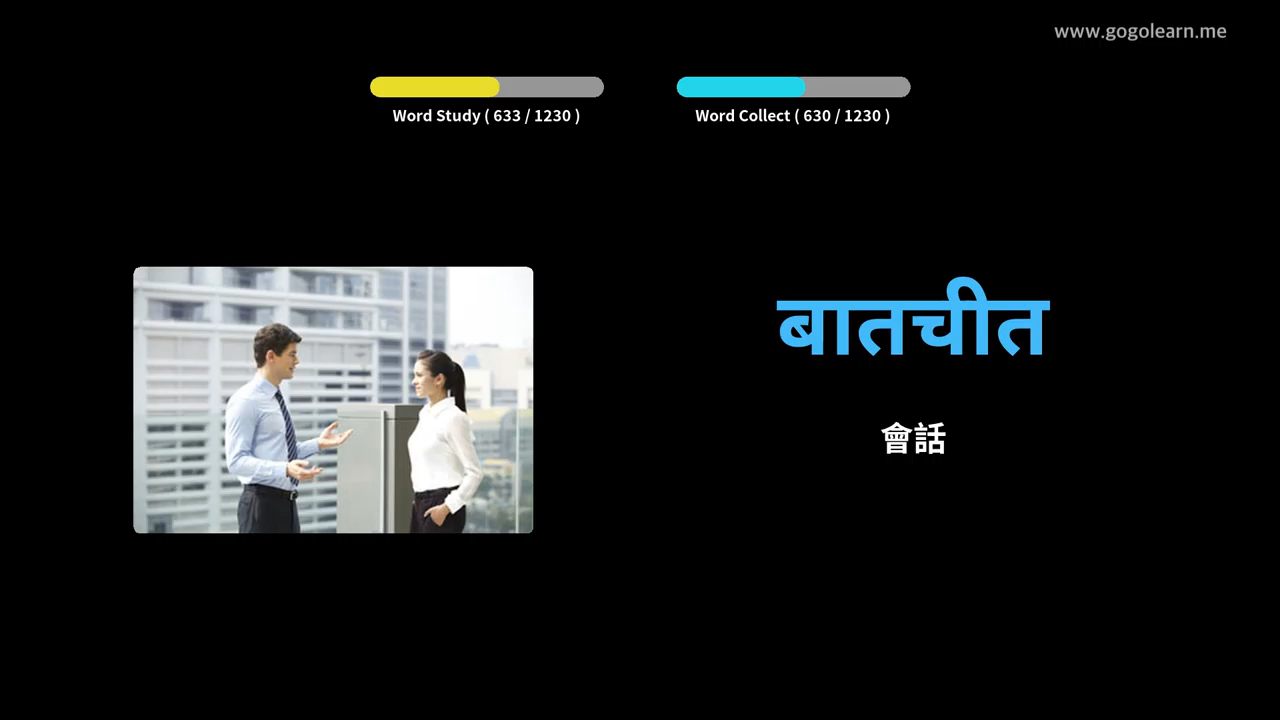 www.gogolearn.me
Word Study ( 633 / 1230 )
Word Collect ( 630 / 1230 )
बातचीत
會話